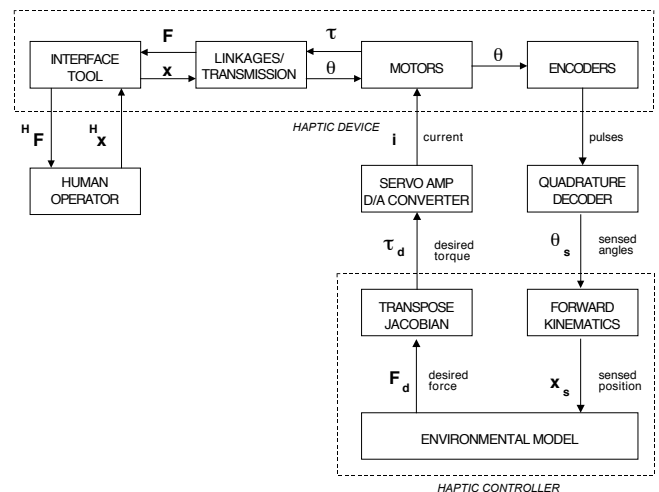 F
τ
INTERFACE
TOOL
LINKAGES/
TRANSMISSION
MOTORS
θ
ENCODERS
x
θ
HAPTIC DEVICE
H F
H x
i
current
pulses
HUMAN
OPERATOR
SERVO AMP
D/A CONVERTER
QUADRATURE
DECODER
τ d
desired
torque
θ s
sensed
angles
TRANSPOSE
JACOBIAN
FORWARD
KINEMATICS
F d
desired
force
x s
sensed
position
ENVIRONMENTAL MODEL
HAPTIC CONTROLLER